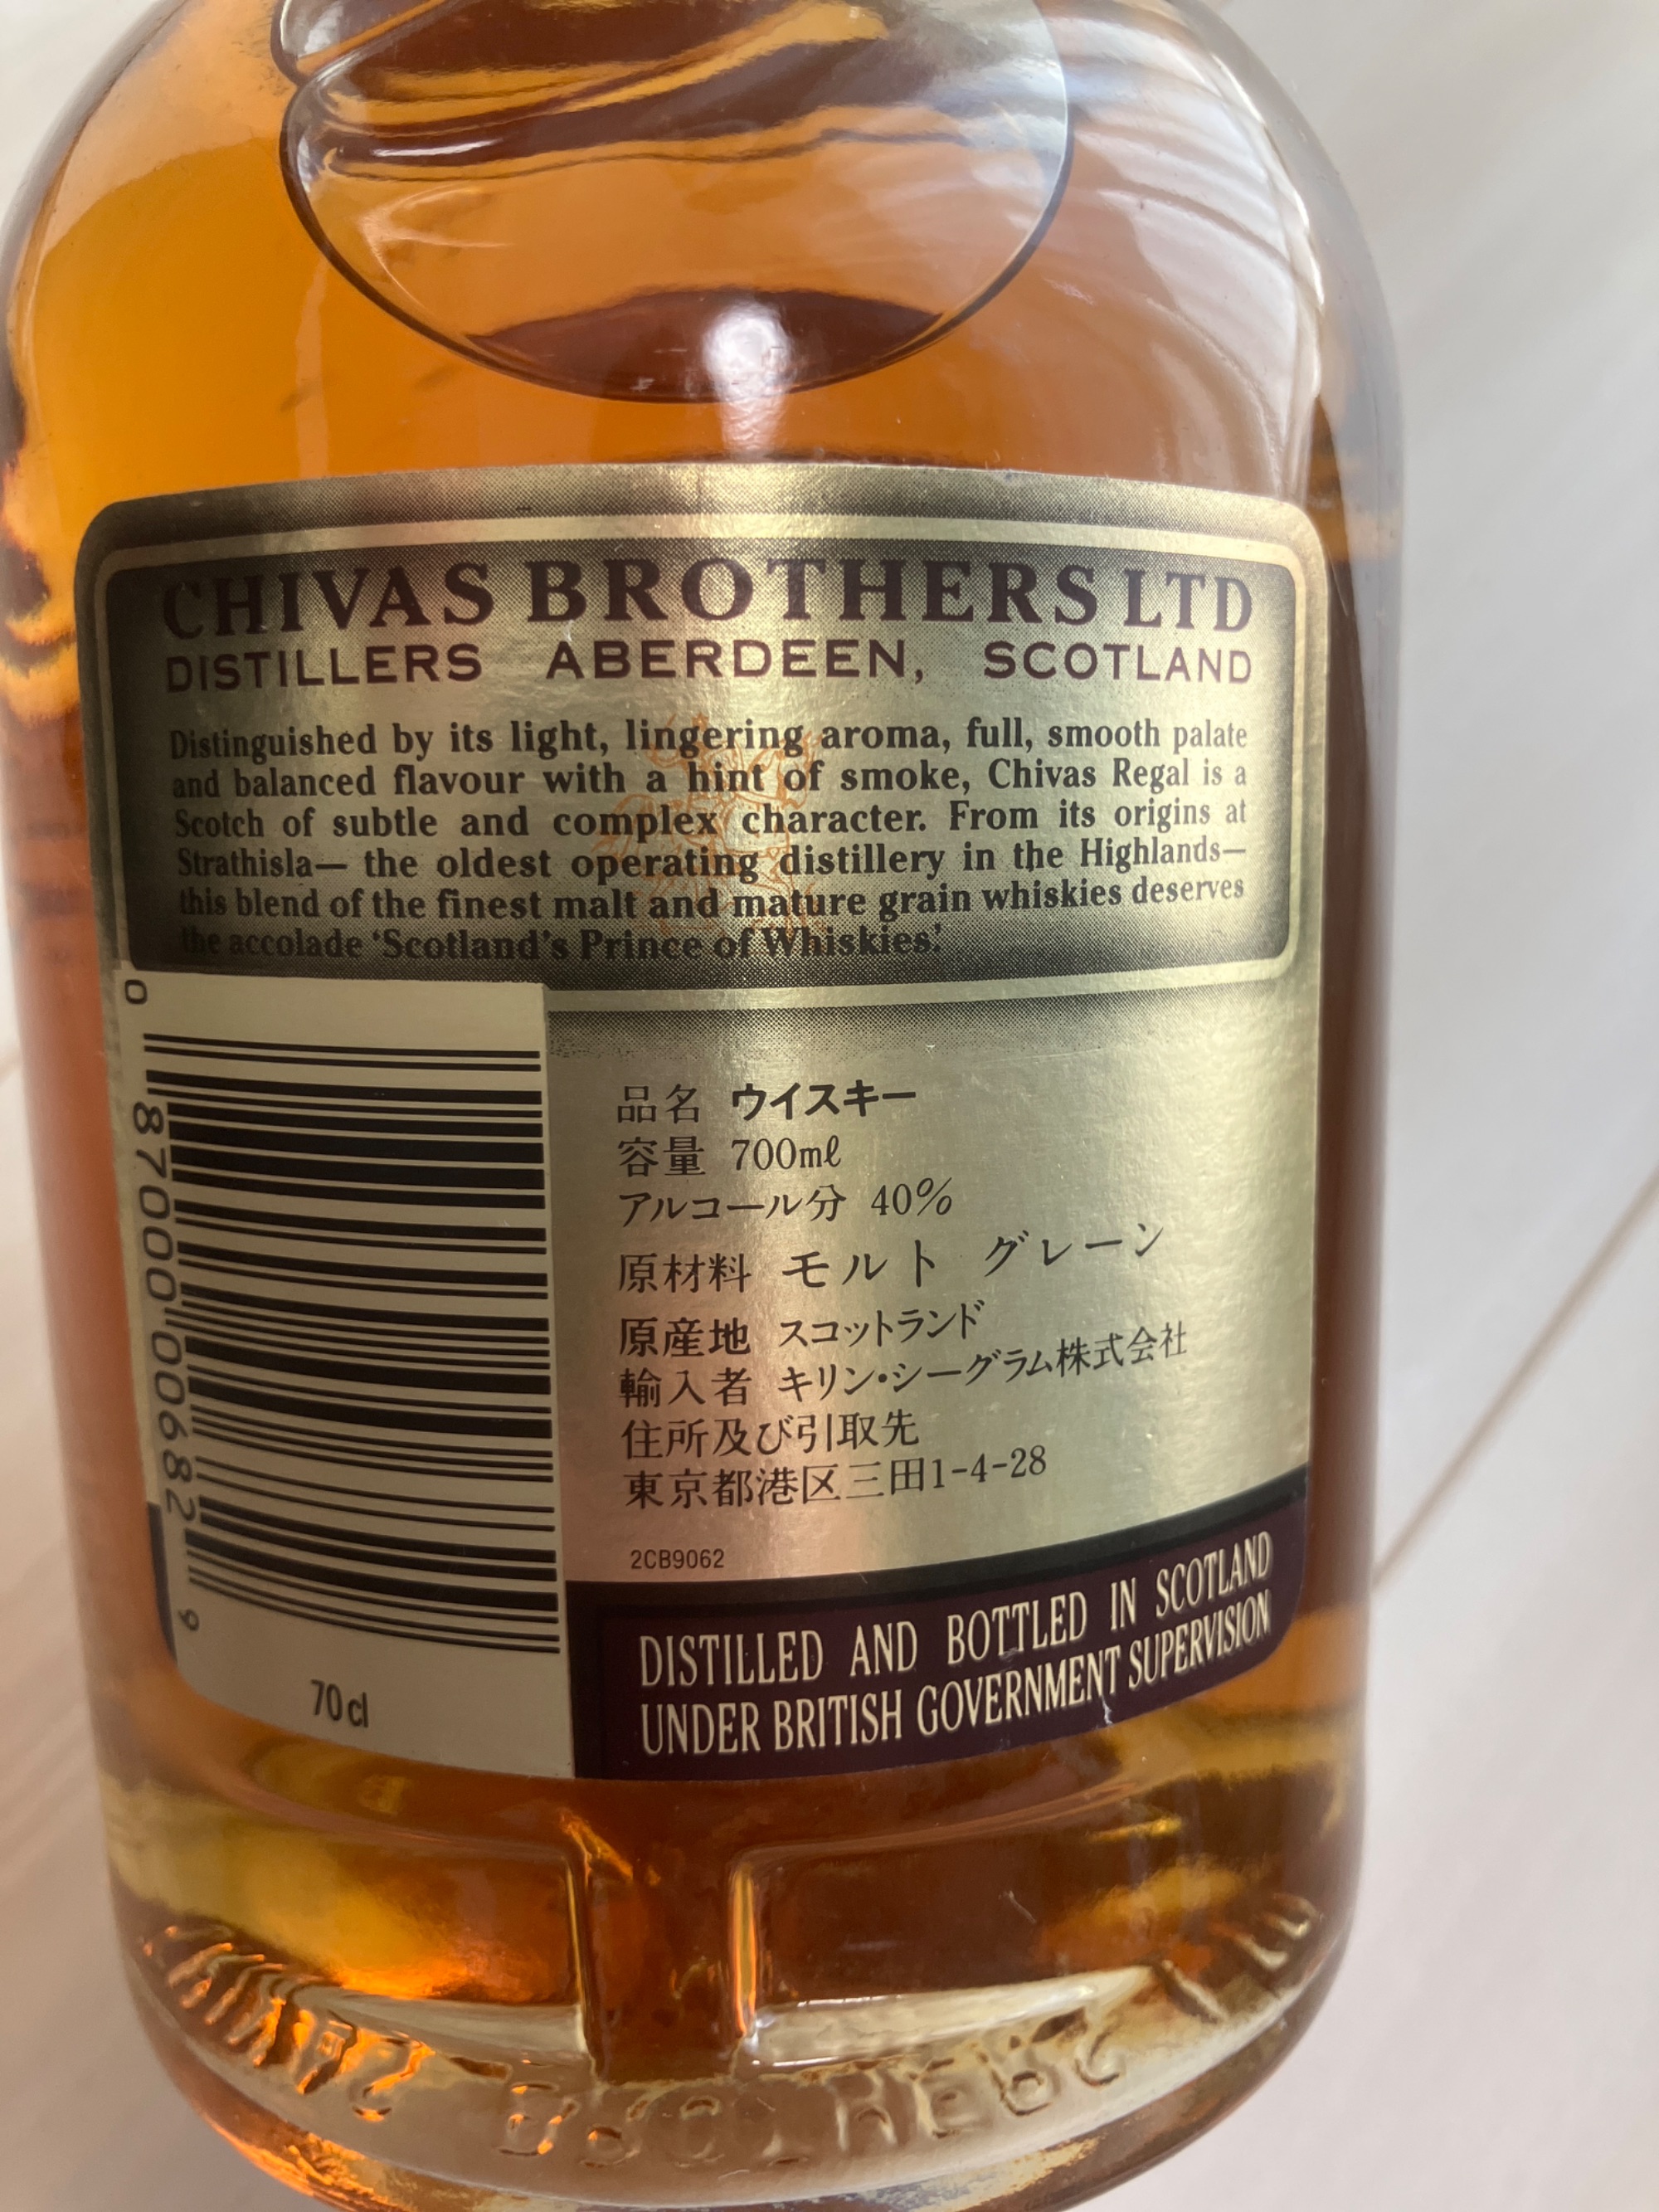 CHIVAS BROTHERS LTD
DISTILLERS ABERDEEN, SCOTLAND
Distinguished by its light, lingering aroma, full, smooth palate
and balanced flavour with a hint of smoke, Chivas Regal is a
Scotch of subtle and complex character. From its origins at
Strathisla— the oldest operating distillery in the Highlands—
this blend of the finest malt and mature grain whiskies deserves
the accolade ‘Scotland's Prince of Whiskies.’
0 87000 00682 9
70 cl
品名 ウイスキー
容量 700mℓ
アルコール分 40%
原材料 モルト グレーン
原産地 スコットランド
輸入者 キリン・シーグラム株式会社
住所及び引取先
東京都港区三田1-4-28
2CB9062
DISTILLED AND BOTTLED IN SCOTLAND
UNDER BRITISH GOVERNMENT SUPERVISION
CHIVAS BROTHERS LTD